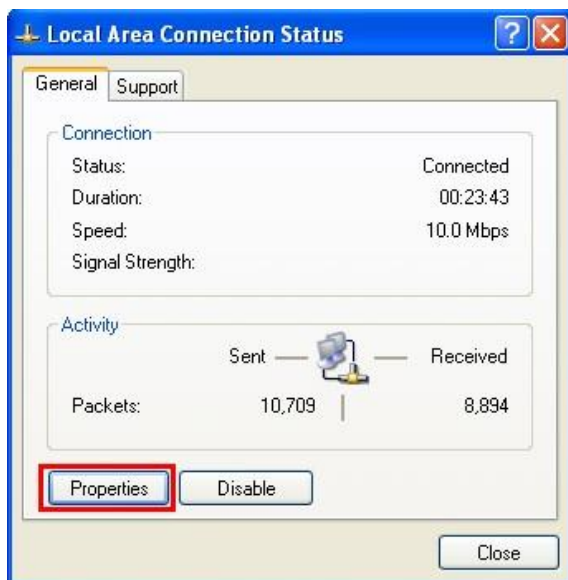 Local Area Connection Status ?
General Support
Connection
Status: Connected
Duration: 00:23:43
Speed: 10.0 Mbps
Signal Strength:
Activity
Sent Received
Packets: 10,709 8,894
Properties Disable
Close